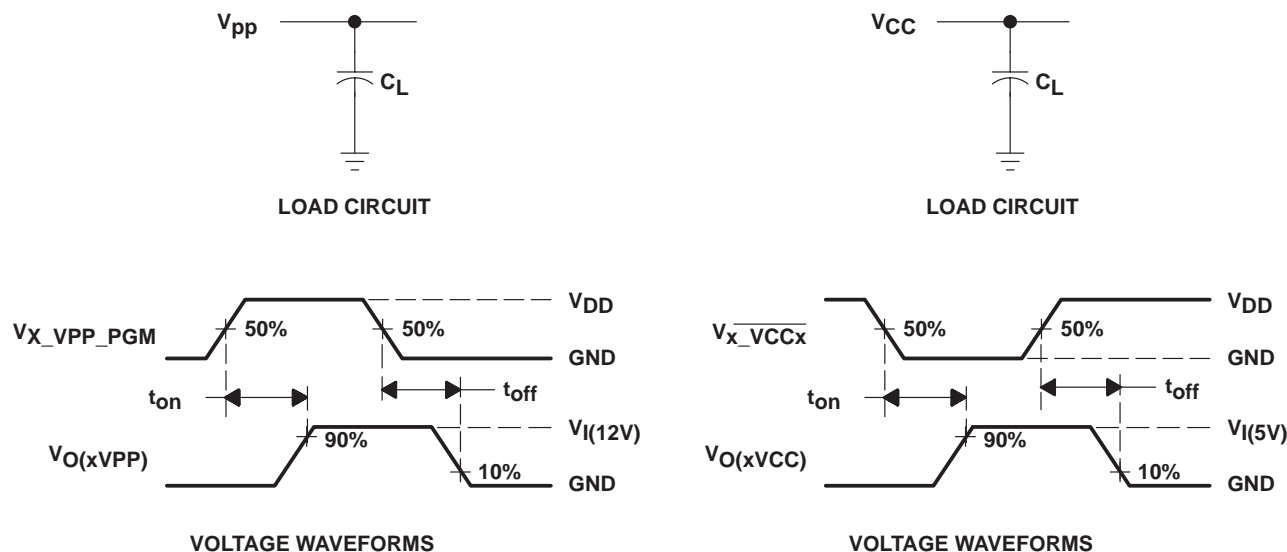 Vpp
CL
LOAD CIRCUIT
VCC
CL
LOAD CIRCUIT
VX_VPP_PGM
50%
50%
VDD
GND
ton
toff
VO(xVPP)
90%
10%
VI(12V)
GND
VOLTAGE WAVEFORMS
Vx_VCCx
50%
50%
VDD
GND
ton
toff
VO(xVCC)
90%
10%
VI(5V)
GND
VOLTAGE WAVEFORMS